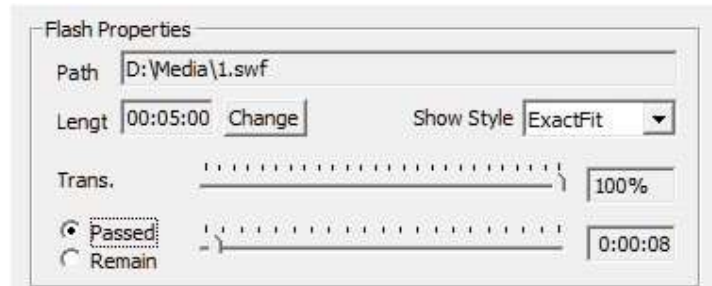 Flash Properties
Path D:\Media\1.swf
Lengt 00:05:00 Change Show Style ExactFit
Trans. 100%
Passed 0:00:08
Remain